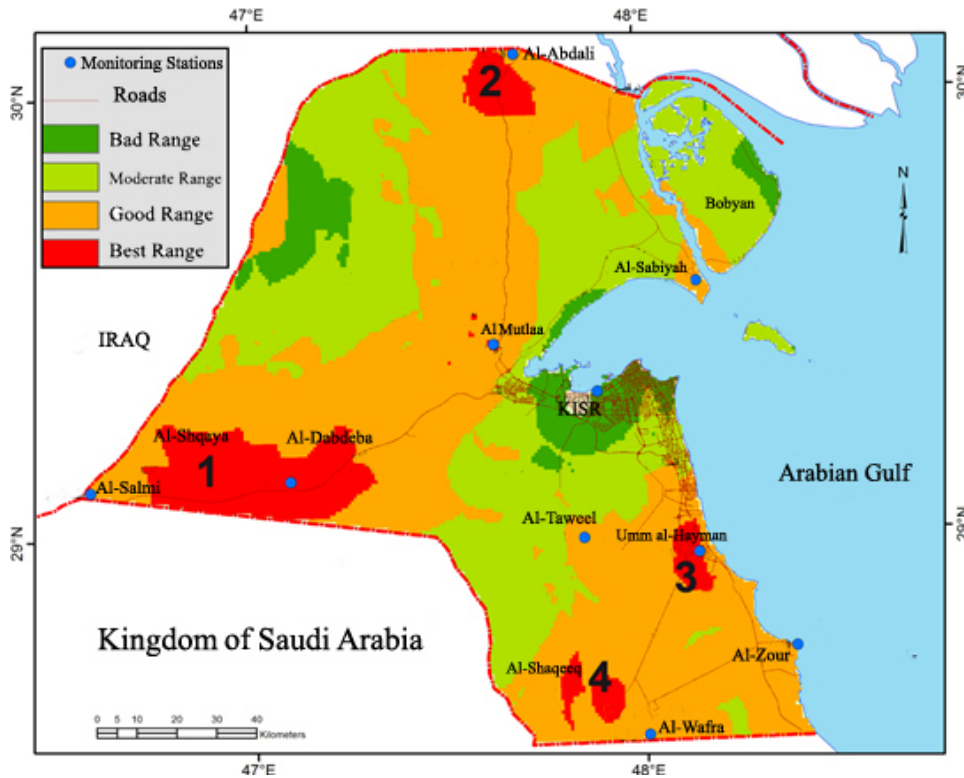 47°E
48°E
Monitoring Stations
Roads
Bad Range
Moderate Range
Good Range
Best Range
30°N
30°N
Al-Abdali
2
N
Bobyan
Al-Sabiyah
IRAQ
Al Mutlaa
KISR
Al-Shqaya
Al-Dabdeba
1
Al-Salmi
Arabian Gulf
Al-Taweel
29°N
29°N
Umm al-Hayman
3
Kingdom of Saudi Arabia
Al-Shaqeeq
4
Al-Zour
Al-Wafra
0 5 10 20 30 40
Kilometers
47°E
48°E